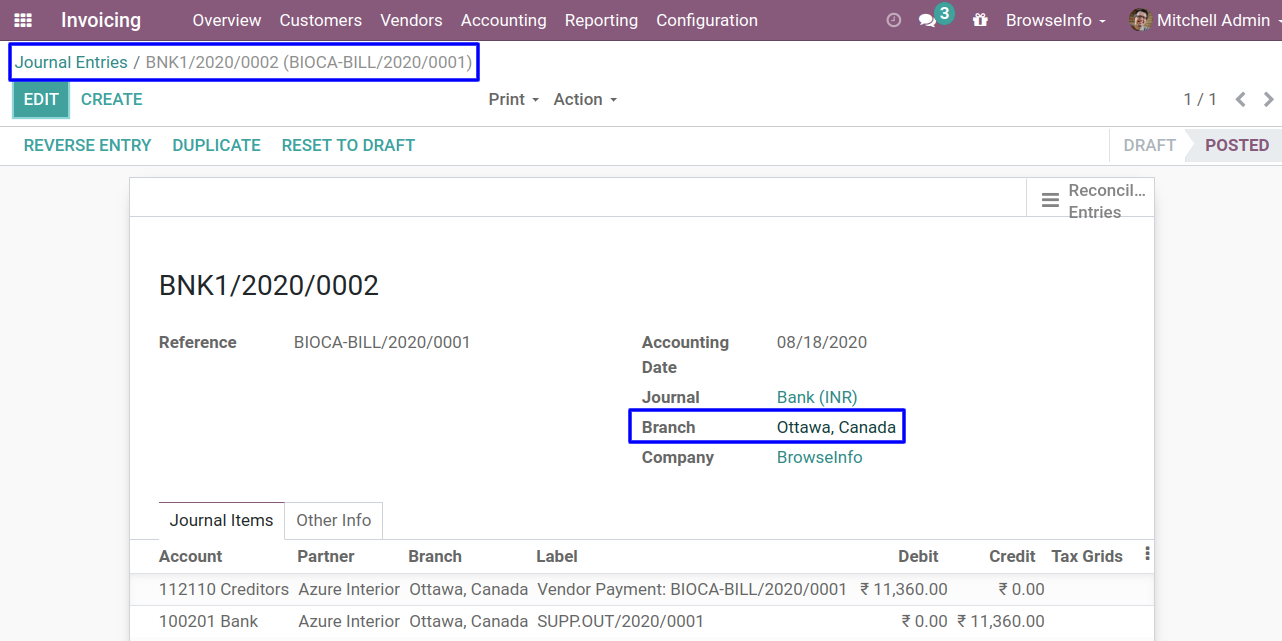 Invoicing Overview Customers Vendors Accounting Reporting Configuration 3 BrowseInfo Mitchell Admin
Journal Entries / BNK1/2020/0002 (BIOCA-BILL/2020/0001)
EDIT CREATE Print Action 1 / 1
REVERSE ENTRY DUPLICATE RESET TO DRAFT DRAFT POSTED
Reconcil...
Entries
BNK1/2020/0002
Reference BIOCA-BILL/2020/0001 Accounting 08/18/2020
Date
Journal Bank (INR)
Branch Ottawa, Canada
Company BrowseInfo
Journal Items Other Info
Account Partner Branch Label Debit Credit Tax Grids
112110 Creditors Azure Interior Ottawa, Canada Vendor Payment: BIOCA-BILL/2020/0001 ₹ 11,360.00 ₹ 0.00
100201 Bank Azure Interior Ottawa, Canada SUPP.OUT/2020/0001 ₹ 0.00 ₹ 11,360.00